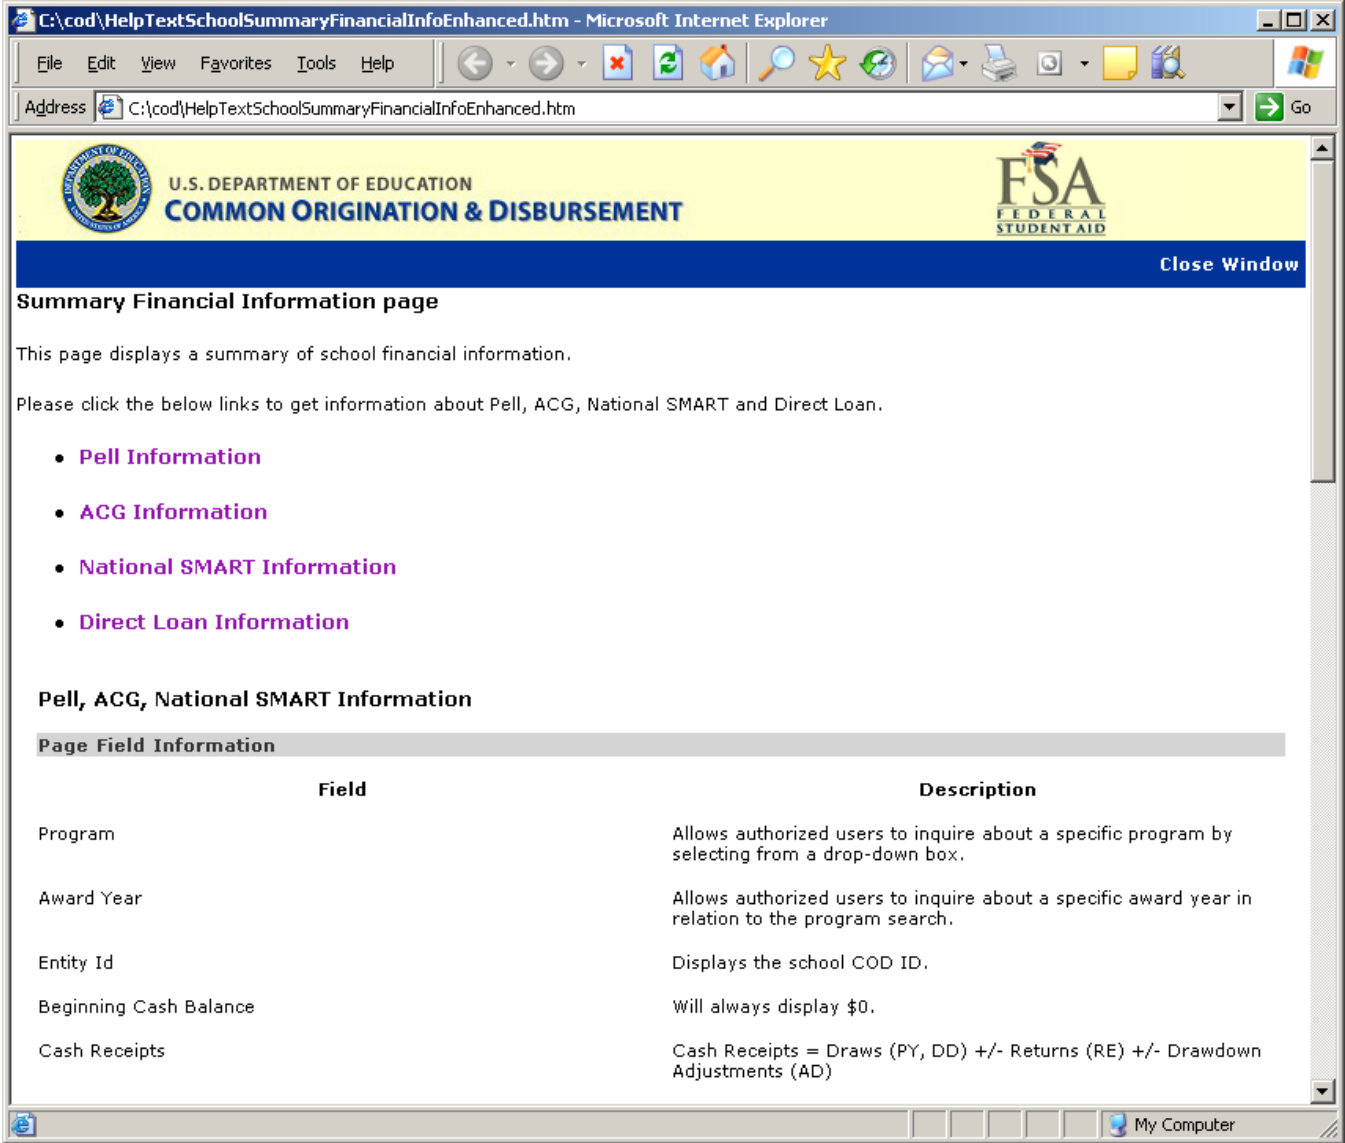 C:\cod\HelpTextSchoolSummaryFinancialInfoEnhanced.htm - Microsoft Internet Explorer
File Edit View Favorites Tools Help
Address C:\cod\HelpTextSchoolSummaryFinancialInfoEnhanced.htm Go
U.S. DEPARTMENT OF EDUCATION
COMMON ORIGINATION & DISBURSEMENT
FSA
FEDERAL
STUDENT AID
Close Window
Summary Financial Information page
This page displays a summary of school financial information.
Please click the below links to get information about Pell, ACG, National SMART and Direct Loan.
• Pell Information
• ACG Information
• National SMART Information
• Direct Loan Information
Pell, ACG, National SMART Information
Page Field Information
Field Description
Program Allows authorized users to inquire about a specific program by
selecting from a drop-down box.
Award Year Allows authorized users to inquire about a specific award year in
relation to the program search.
Entity Id Displays the school COD ID.
Beginning Cash Balance Will always display $0.
Cash Receipts Cash Receipts = Draws (PY, DD) +/- Returns (RE) +/- Drawdown
Adjustments (AD)
My Computer